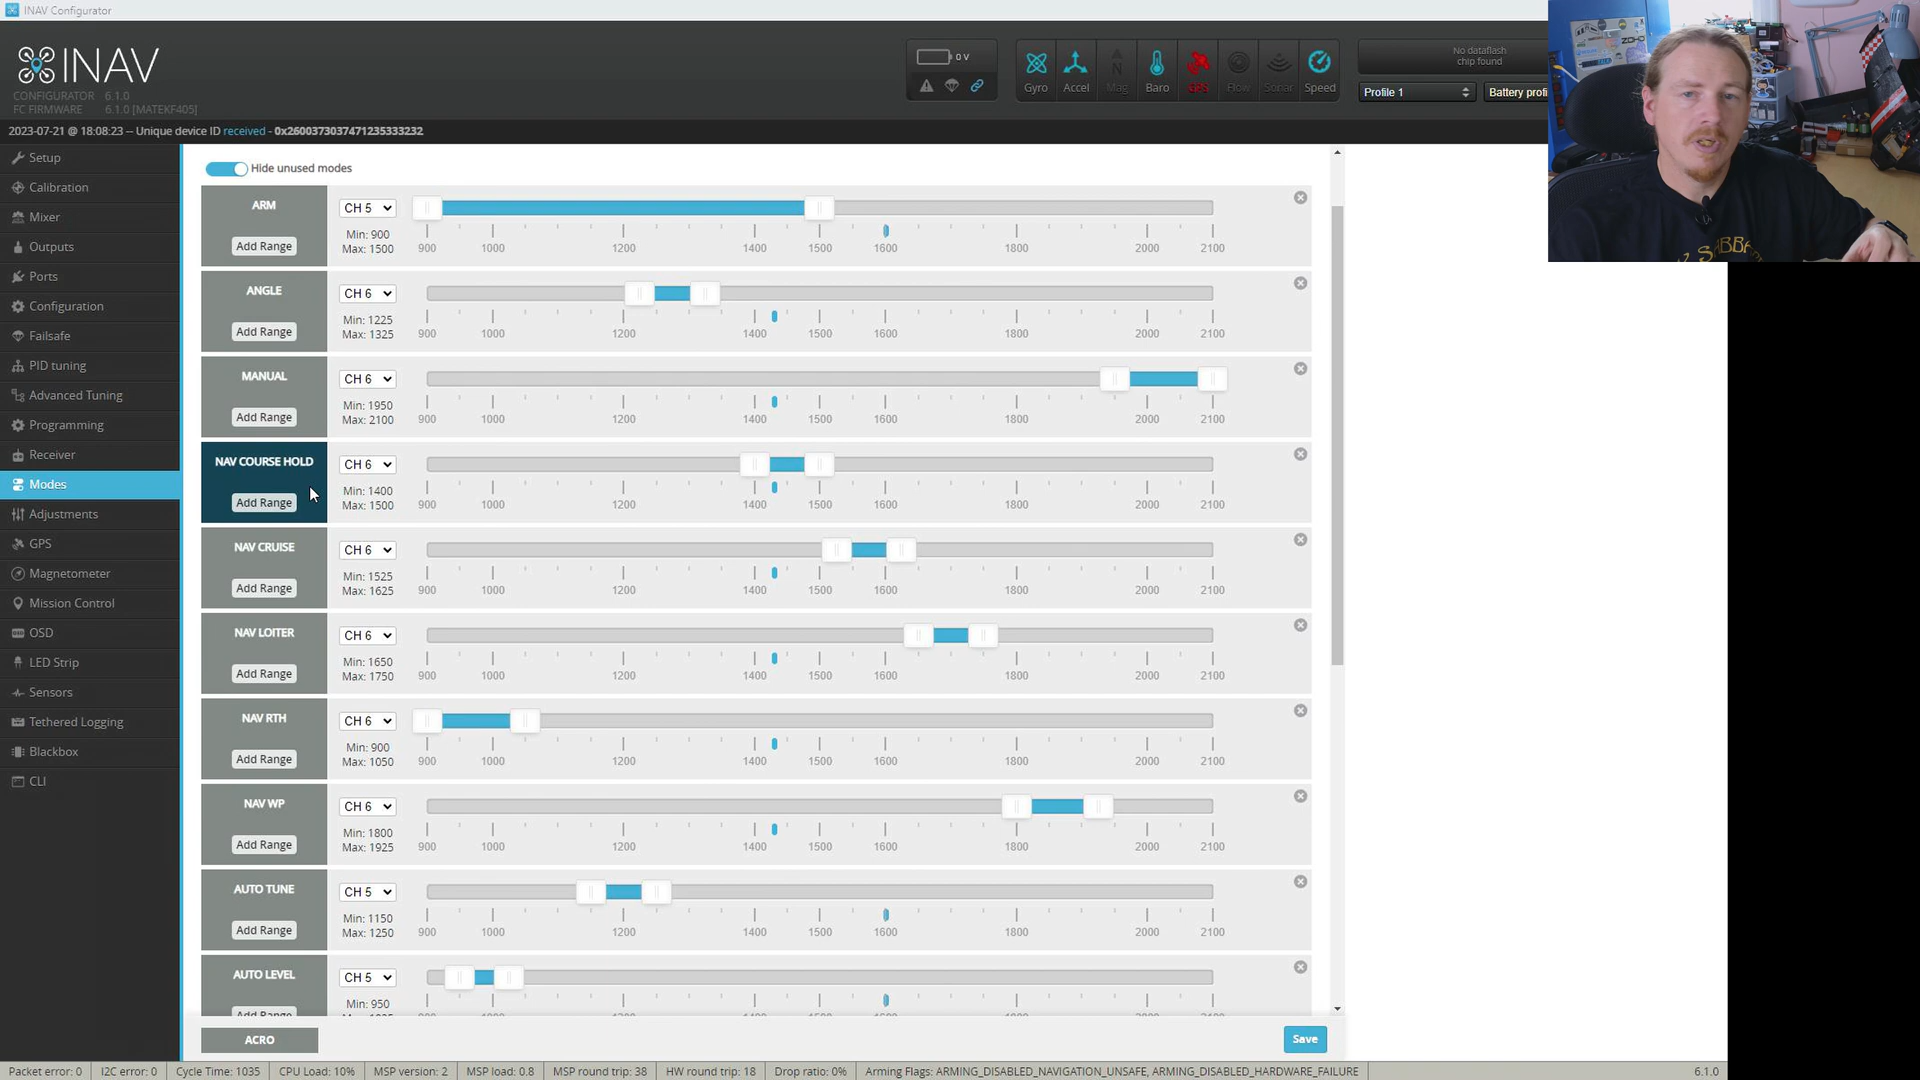 INAV Configurator
INAV
CONFIGURATOR 6.1.0
FC FIRMWARE 6.1.0 [MATEKF405]
0 V
Gyro Accel Mag Baro GPS Flow Sonar Speed
No dataflash
chip found
Profile 1
Battery profi
2023-07-21 @ 18:08:23 -- Unique device ID received - 0x2600373037471235333232
Setup
Calibration
Mixer
Outputs
Ports
Configuration
Failsafe
PID tuning
Advanced Tuning
Programming
Receiver
Modes
Adjustments
GPS
Magnetometer
Mission Control
OSD
LED Strip
Sensors
Tethered Logging
Blackbox
CLI
Hide unused modes
ARM
Add Range
CH 5
Min: 900
Max: 1500
900 1000 1200 1400 1500 1600 1800 2000 2100
ANGLE
Add Range
CH 6
Min: 1225
Max: 1325
900 1000 1200 1400 1500 1600 1800 2000 2100
MANUAL
Add Range
CH 6
Min: 1950
Max: 2100
900 1000 1200 1400 1500 1600 1800 2000 2100
NAV COURSE HOLD
Add Range
CH 6
Min: 1400
Max: 1500
900 1000 1200 1400 1500 1600 1800 2000 2100
NAV CRUISE
Add Range
CH 6
Min: 1525
Max: 1625
900 1000 1200 1400 1500 1600 1800 2000 2100
NAV LOITER
Add Range
CH 6
Min: 1650
Max: 1750
900 1000 1200 1400 1500 1600 1800 2000 2100
NAV RTH
Add Range
CH 6
Min: 900
Max: 1050
900 1000 1200 1400 1500 1600 1800 2000 2100
NAV WP
Add Range
CH 6
Min: 1800
Max: 1925
900 1000 1200 1400 1500 1600 1800 2000 2100
AUTO TUNE
Add Range
CH 5
Min: 1150
Max: 1250
900 1000 1200 1400 1500 1600 1800 2000 2100
AUTO LEVEL
Add Range
CH 5
Min: 950
ACRO
Save
Packet error: 0
I2C error: 0
Cycle Time: 1035
CPU Load: 10%
MSP version: 2
MSP load: 0.8
MSP round trip: 38
HW round trip: 18
Drop ratio: 0%
Arming Flags: ARMING_DISABLED_NAVIGATION_UNSAFE, ARMING_DISABLED_HARDWARE_FAILURE
6.1.0